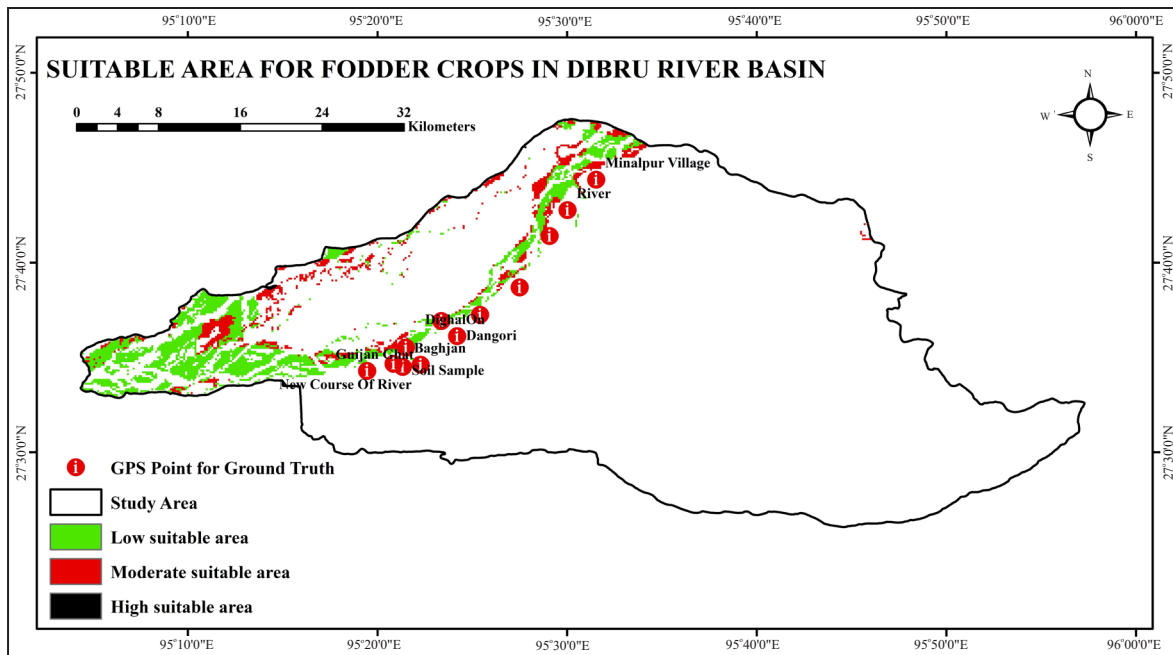 95°10'0"E 95°20'0"E 95°30'0"E 95°40'0"E 95°50'0"E 96°00'0"E
27°50'0"N 27°50'0"N
SUITABLE AREA FOR FODDER CROPS IN DIBRU RIVER BASIN
0 4 8 16 24 32
Kilometers
N
W E
S
Minalpur Village
River
27°40'0"N 27°40'0"N
DighalOn
Dangori
Baghjan
Guijan Ghat
Soil Sample
New Course Of River
27°30'0"N 27°30'0"N
GPS Point for Ground Truth
Study Area
Low suitable area
Moderate suitable area
High suitable area
95°10'0"E 95°20'0"E 95°30'0"E 95°40'0"E 95°50'0"E 96°00'0"E